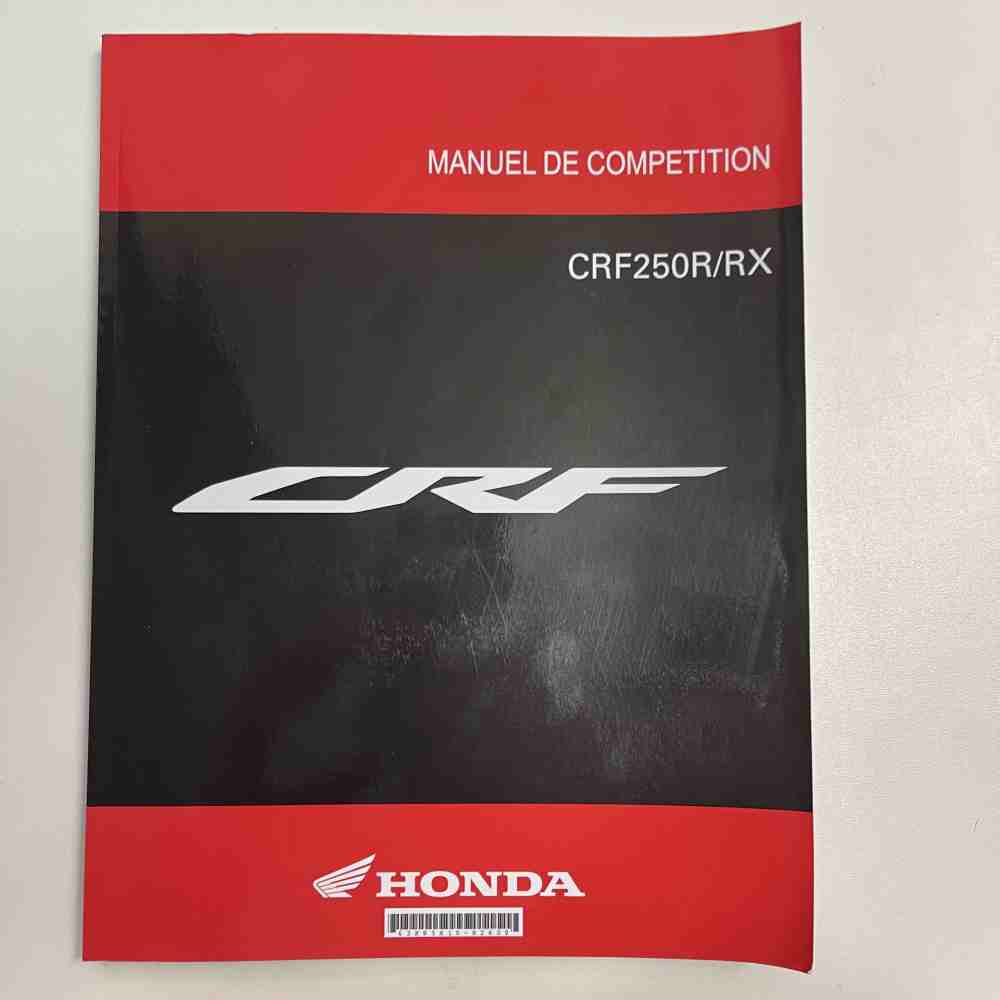 MANUEL DE COMPETITION
CRF250R/RX
CRF
HONDA